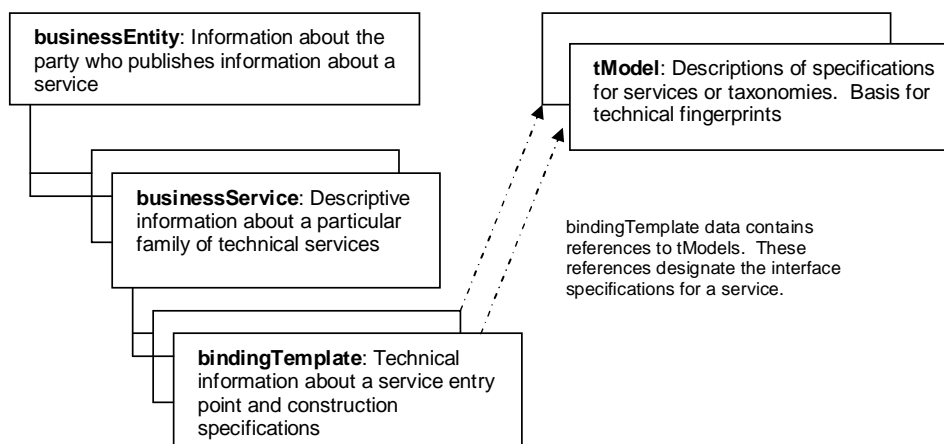 businessEntity: Information about the
party who publishes information about a
service
tModel: Descriptions of specifications
for services or taxonomies.  Basis for
technical fingerprints
businessService: Descriptive
information about a particular
family of technical services
bindingTemplate data contains
references to tModels.  These
references designate the interface
specifications for a service.
bindingTemplate: Technical
information about a service entry
point and construction
specifications